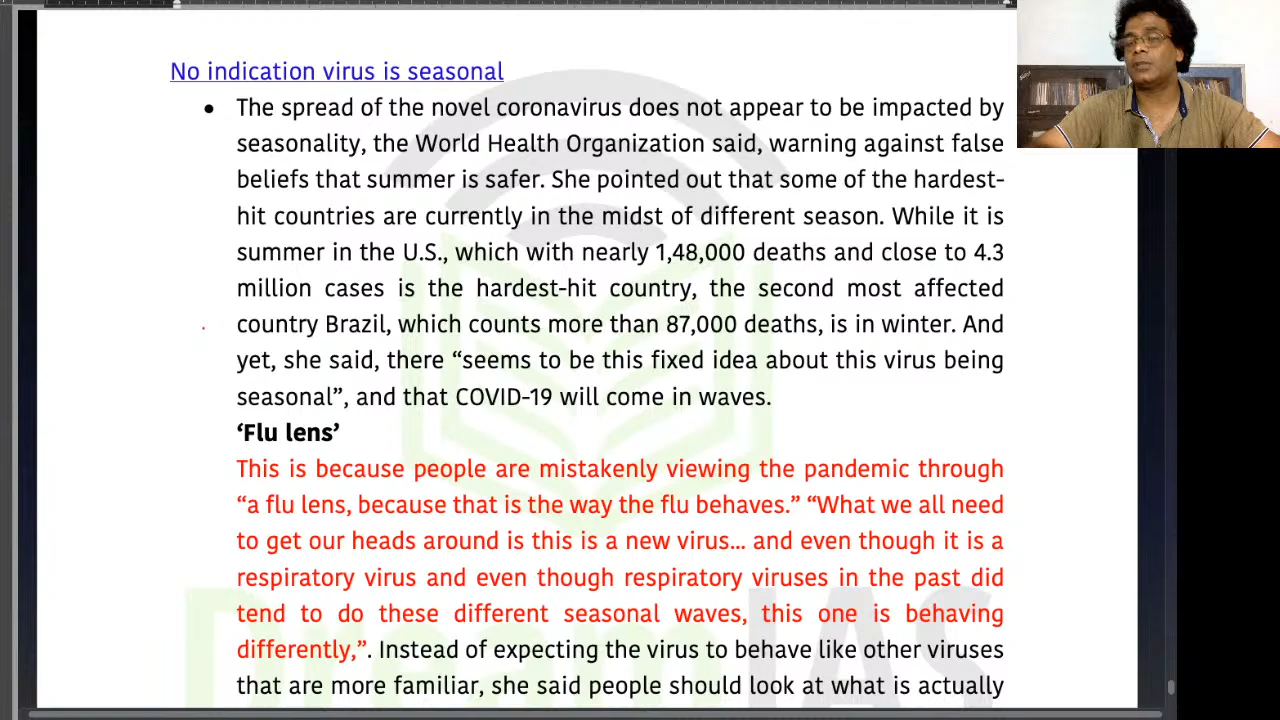 No indication virus is seasonal
• The spread of the novel coronavirus does not appear to be impacted by
seasonality, the World Health Organization said, warning against false
beliefs that summer is safer. She pointed out that some of the hardest-
hit countries are currently in the midst of different season. While it is
summer in the U.S., which with nearly 1,48,000 deaths and close to 4.3
million cases is the hardest-hit country, the second most affected
country Brazil, which counts more than 87,000 deaths, is in winter. And
yet, she said, there “seems to be this fixed idea about this virus being
seasonal”, and that COVID-19 will come in waves.
‘Flu lens’
This is because people are mistakenly viewing the pandemic through
“a flu lens, because that is the way the flu behaves.” “What we all need
to get our heads around is this is a new virus... and even though it is a
respiratory virus and even though respiratory viruses in the past did
tend to do these different seasonal waves, this one is behaving
differently,”. Instead of expecting the virus to behave like other viruses
that are more familiar, she said people should look at what is actually
Dream IAS